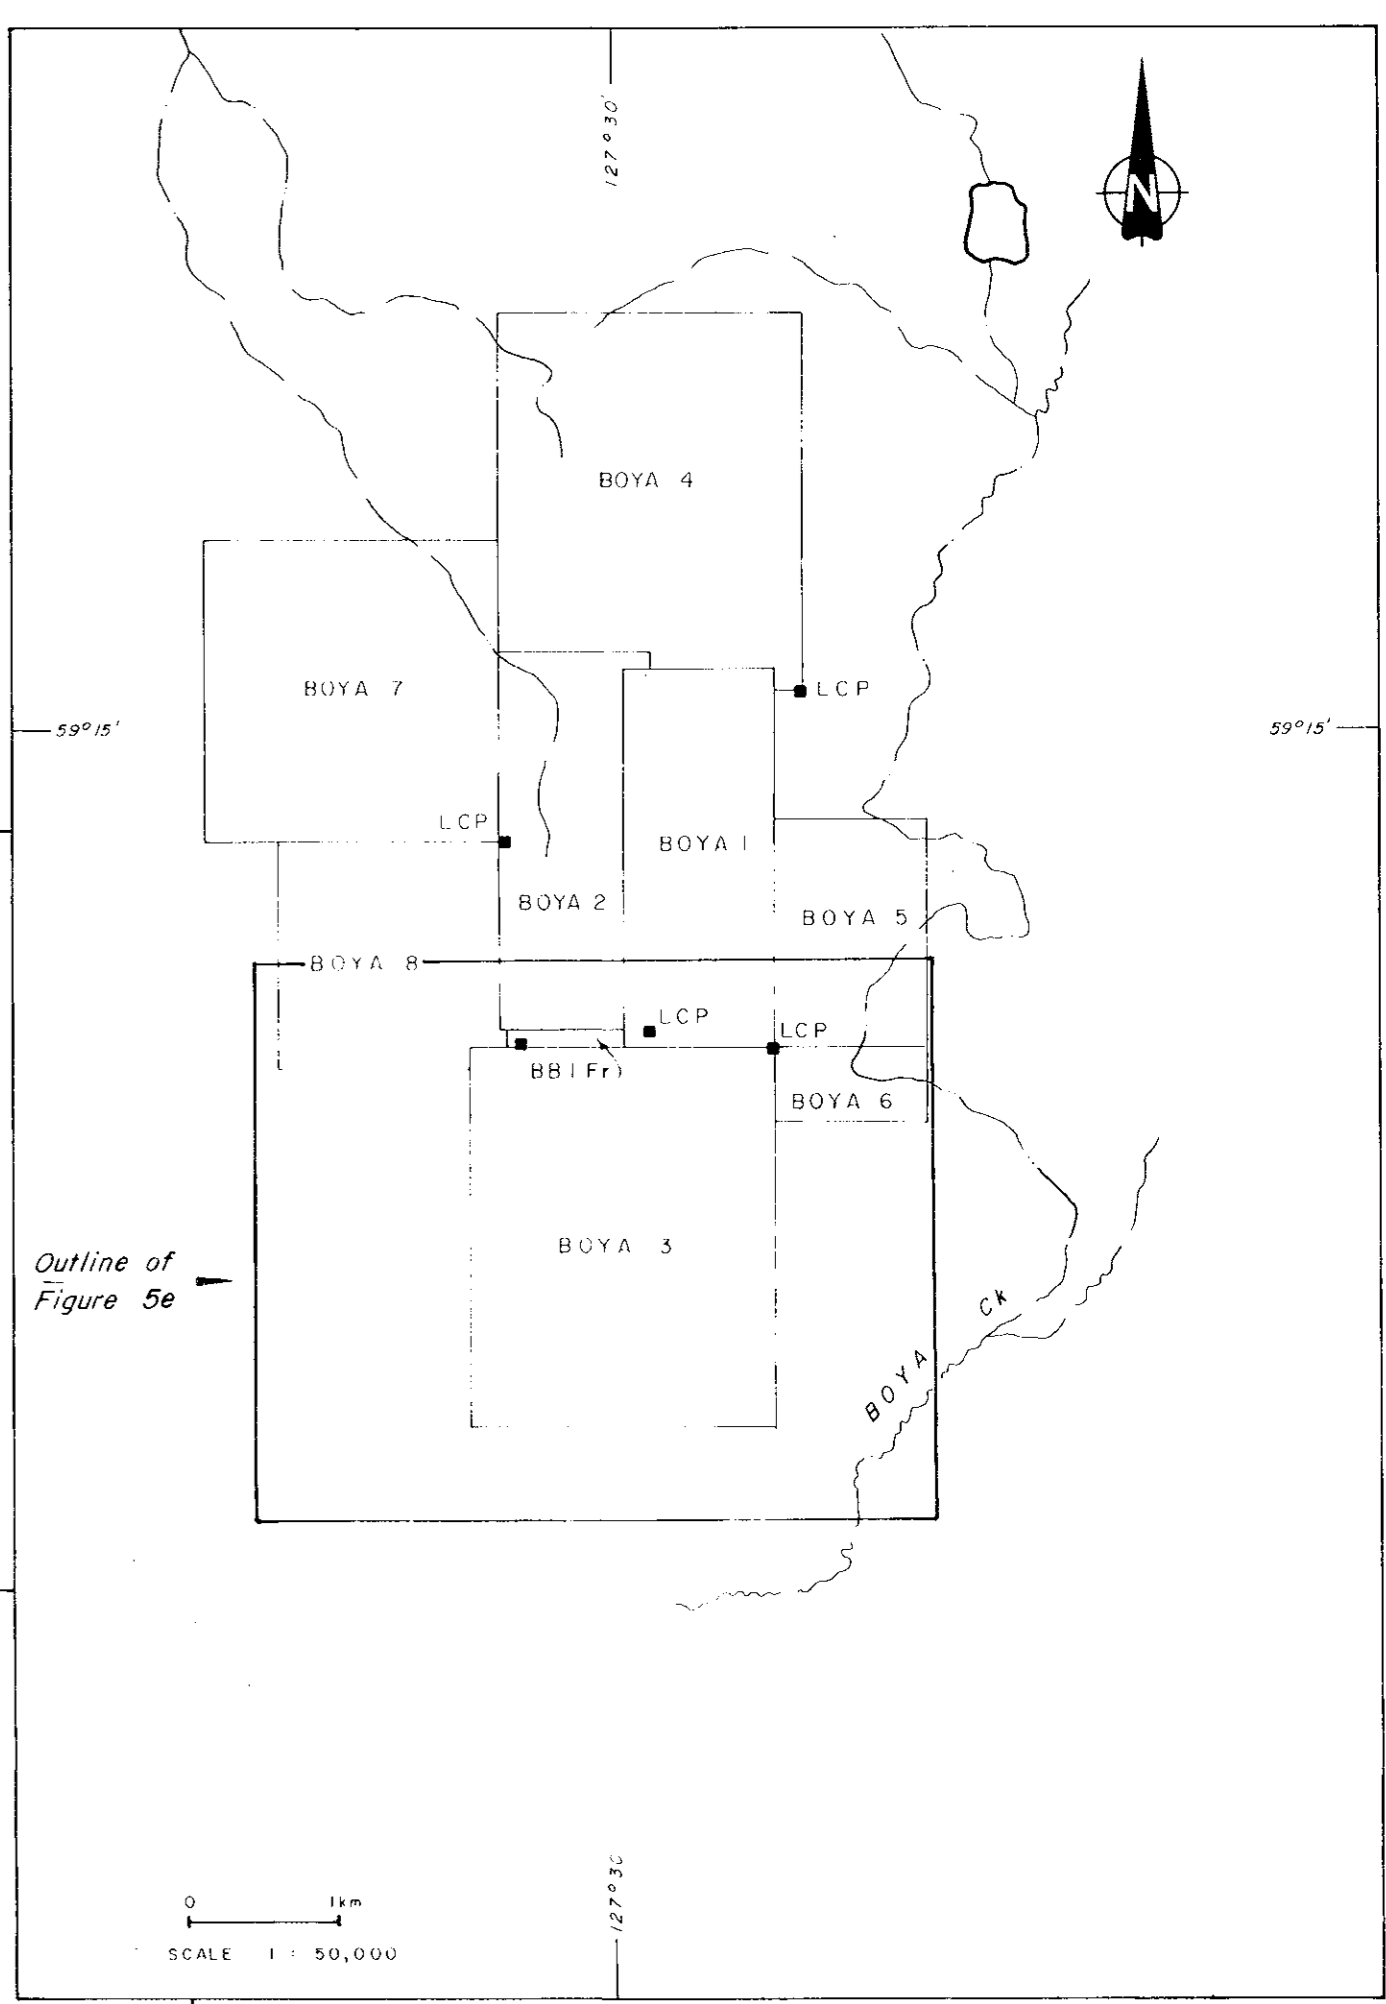 127°30'
N
BOYA 4
BOYA 7
LCP
59°15'
59°15'
LCP
BOYA 1
BOYA 2
BOYA 5
BOYA 8
LCP
LCP
BB 1 Fr)
BOYA 6
BOYA 3
Outline of
Figure 5e
BOYA Ck
0 1km
SCALE 1 : 50,000
127°30